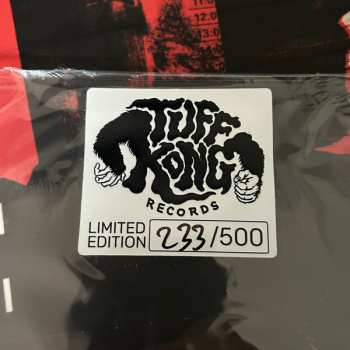 TUFF
KONG
RECORDS
LIMITED
EDITION 233/500